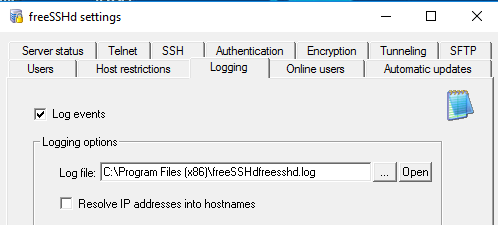 freeSSHd settings
Server status Telnet SSH Authentication Encryption Tunneling SFTP
Users Host restrictions Logging Online users Automatic updates
Log events
Logging options
Log file: C:\Program Files (x86)\freeSSHdfreesshd.log ... Open
Resolve IP addresses into hostnames